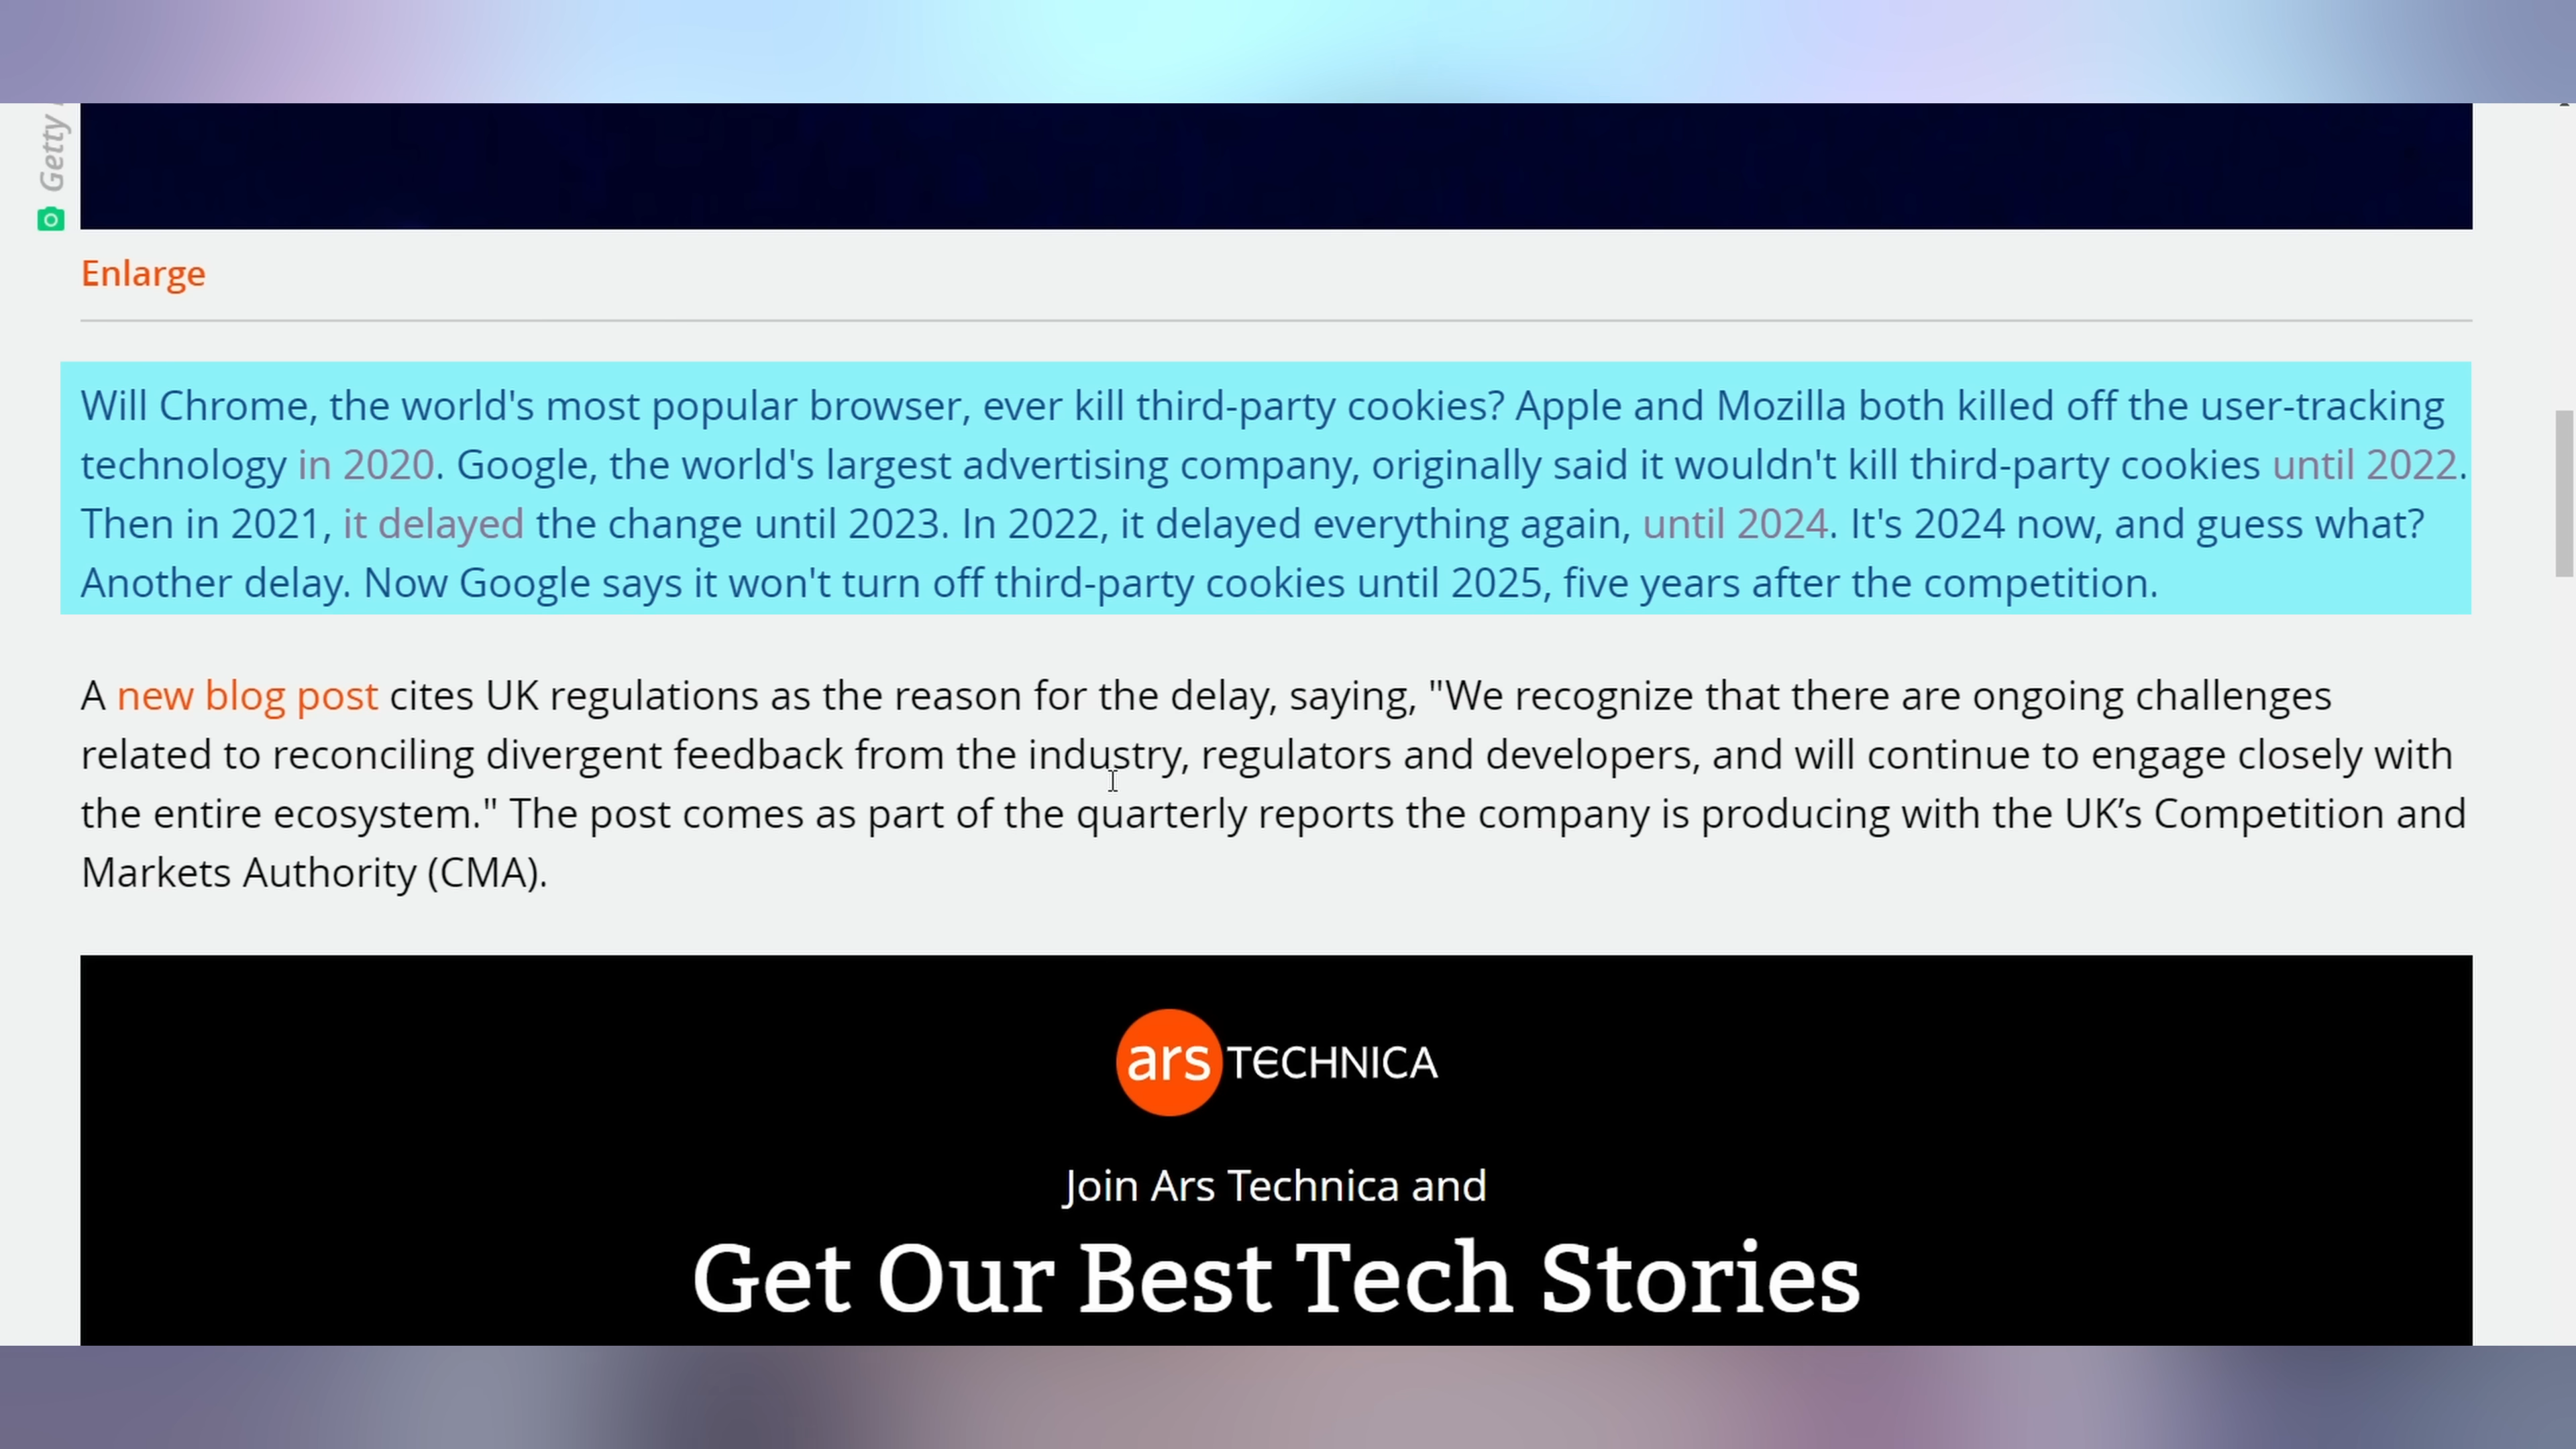 Getty
Enlarge
Will Chrome, the world's most popular browser, ever kill third-party cookies? Apple and Mozilla both killed off the user-tracking
technology in 2020. Google, the world's largest advertising company, originally said it wouldn't kill third-party cookies until 2022.
Then in 2021, it delayed the change until 2023. In 2022, it delayed everything again, until 2024. It's 2024 now, and guess what?
Another delay. Now Google says it won't turn off third-party cookies until 2025, five years after the competition.
A new blog post cites UK regulations as the reason for the delay, saying, "We recognize that there are ongoing challenges
related to reconciling divergent feedback from the industry, regulators and developers, and will continue to engage closely with
the entire ecosystem." The post comes as part of the quarterly reports the company is producing with the UK’s Competition and
Markets Authority (CMA).
ars TECHNICA
Join Ars Technica and
Get Our Best Tech Stories